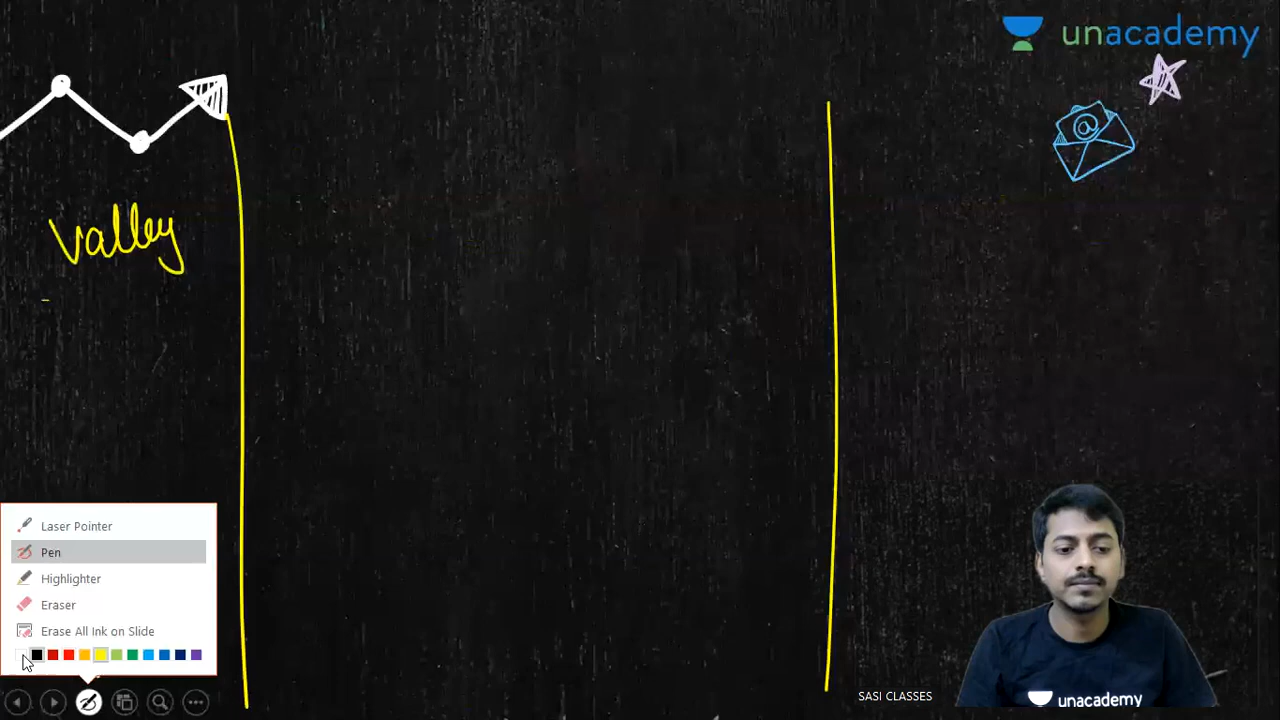 unacademy
@
valley
Laser Pointer
Pen
Highlighter
Eraser
Erase All Ink on Slide
SASI CLASSES
unacademy